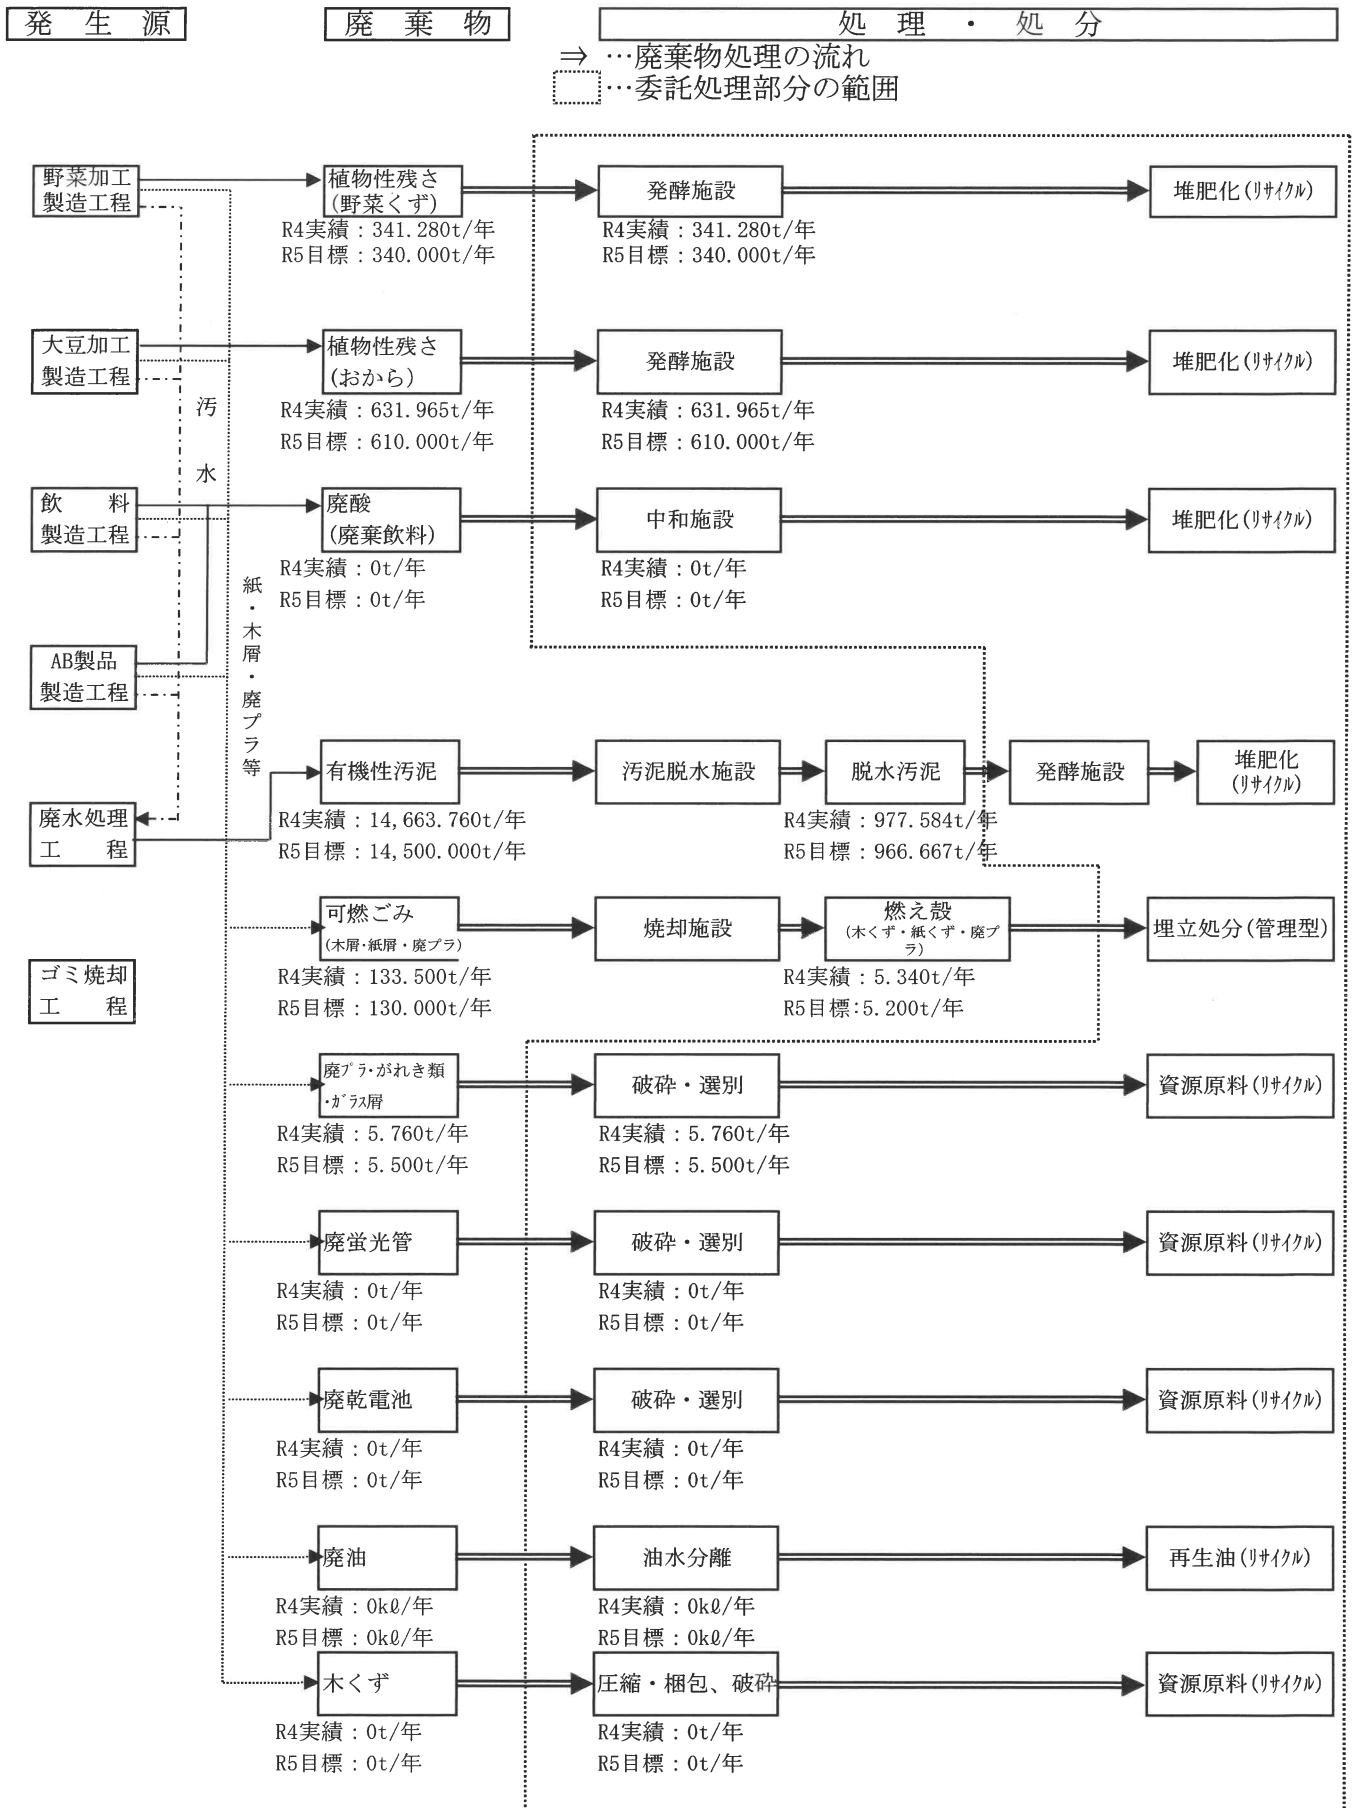 発　生　源
廃　棄　物
処　理　・　処　分
⇒ …廃棄物処理の流れ
…委託処理部分の範囲
野菜加工
製造工程
植物性残さ
(野菜くず)
R4実績：341.280t/年
R5目標：340.000t/年
発酵施設
R4実績：341.280t/年
R5目標：340.000t/年
堆肥化(ﾘｻｲｸﾙ)
大豆加工
製造工程
植物性残さ
(おから)
R4実績：631.965t/年
R5目標：610.000t/年
発酵施設
R4実績：631.965t/年
R5目標：610.000t/年
堆肥化(ﾘｻｲｸﾙ)
汚水
飲　　料
製造工程
廃酸
(廃棄飲料)
R4実績：0t/年
R5目標：0t/年
中和施設
R4実績：0t/年
R5目標：0t/年
堆肥化(ﾘｻｲｸﾙ)
紙・木屑・廃プラ等
AB製品
製造工程
廃水処理
工　　程
有機性汚泥
R4実績：14,663.760t/年
R5目標：14,500.000t/年
汚泥脱水施設
脱水汚泥
R4実績：977.584t/年
R5目標：966.667t/年
発酵施設
堆肥化
(ﾘｻｲｸﾙ)
ゴミ焼却
工　　程
可燃ごみ
(木屑・紙屑・廃プラ)
R4実績：133.500t/年
R5目標：130.000t/年
焼却施設
燃え殻
(木くず・紙くず・廃プ
ラ)
R4実績：5.340t/年
R5目標:5.200t/年
埋立処分(管理型)
廃ﾌﾟﾗ・がれき類
・ｶﾞﾗｽ屑
R4実績：5.760t/年
R5目標：5.500t/年
破砕・選別
R4実績：5.760t/年
R5目標：5.500t/年
資源原料(ﾘｻｲｸﾙ)
廃蛍光管
R4実績：0t/年
R5目標：0t/年
破砕・選別
R4実績：0t/年
R5目標：0t/年
資源原料(ﾘｻｲｸﾙ)
廃乾電池
R4実績：0t/年
R5目標：0t/年
破砕・選別
R4実績：0t/年
R5目標：0t/年
資源原料(ﾘｻｲｸﾙ)
廃油
R4実績：0kℓ/年
R5目標：0kℓ/年
油水分離
R4実績：0kℓ/年
R5目標：0kℓ/年
再生油(ﾘｻｲｸﾙ)
木くず
R4実績：0t/年
R5目標：0t/年
圧縮・梱包、破砕
R4実績：0t/年
R5目標：0t/年
資源原料(ﾘｻｲｸﾙ)